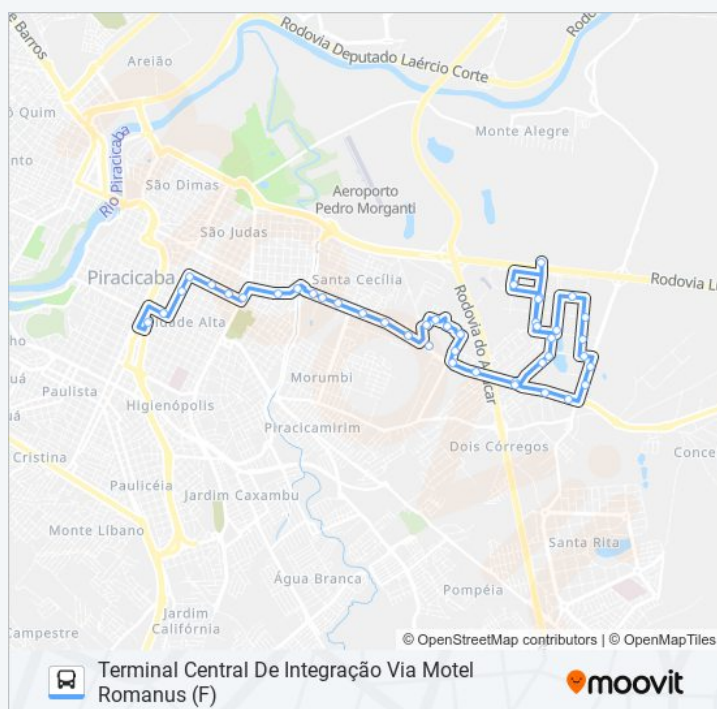 de Barros
Areião
Rodovia Deputado Laércio Corte
Rodo
Quim
Monte Alegre
Rio Piracicaba
São Dimas
Aeroporto
Pedro Morganti
São Judas
Piracicaba
Santa Cecília
Rodovia L
Cidade Alta
Rodovia do Açúcar
Paulista
Morumbi
Higienópolis
Piracicamirim
Cristina
Dois Córregos
Conce
Paulicéia
Jardim Caxambu
Monte Líbano
Santa Rita
Água Branca
Pompéia
Jardim
Califórnia
Campestre
© OpenStreetMap contributors | © OpenMapTiles
Terminal Central De Integração Via Motel
Romanus (F)
moovit